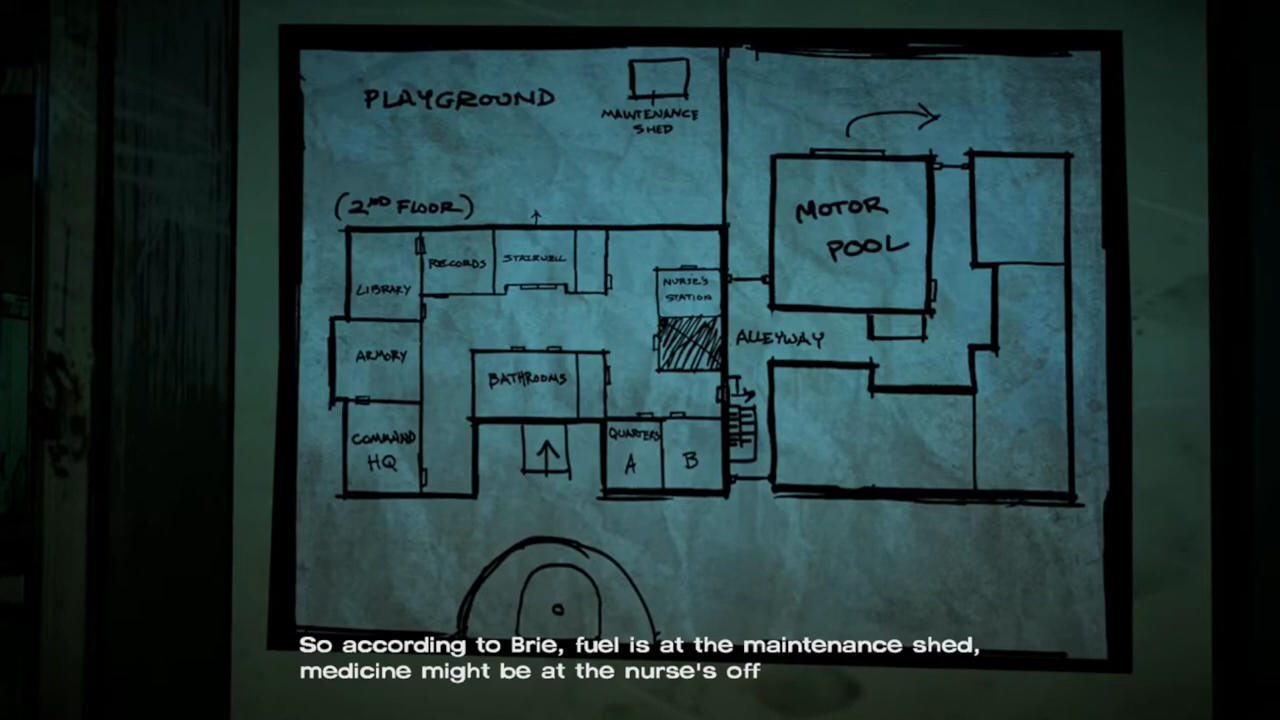 PLAYGROUND
MAINTENANCE
SHED
(2ND FLOOR)
MOTOR
POOL
RECORDS
STAIRWELL
LIBRARY
NURSE'S
STATION
ALLEYWAY
ARMORY
BATHROOMS
COMMAND
HQ
QUARTERS
A
B
So according to Brie, fuel is at the maintenance shed,
medicine might be at the nurse's off